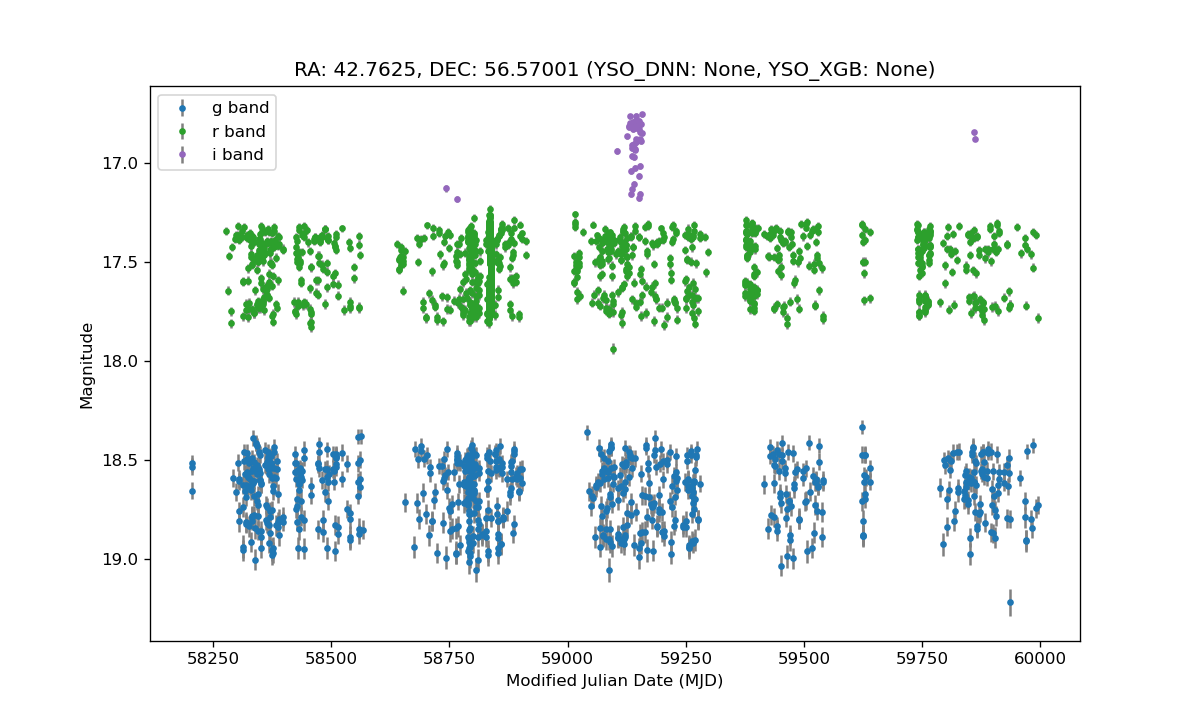 RA: 42.7625, DEC: 56.57001 (YSO_DNN: None, YSO_XGB: None)
g band
r band
i band
17.0
17.5
18.0
18.5
19.0
Magnitude
58250 58500 58750 59000 59250 59500 59750 60000
Modified Julian Date (MJD)